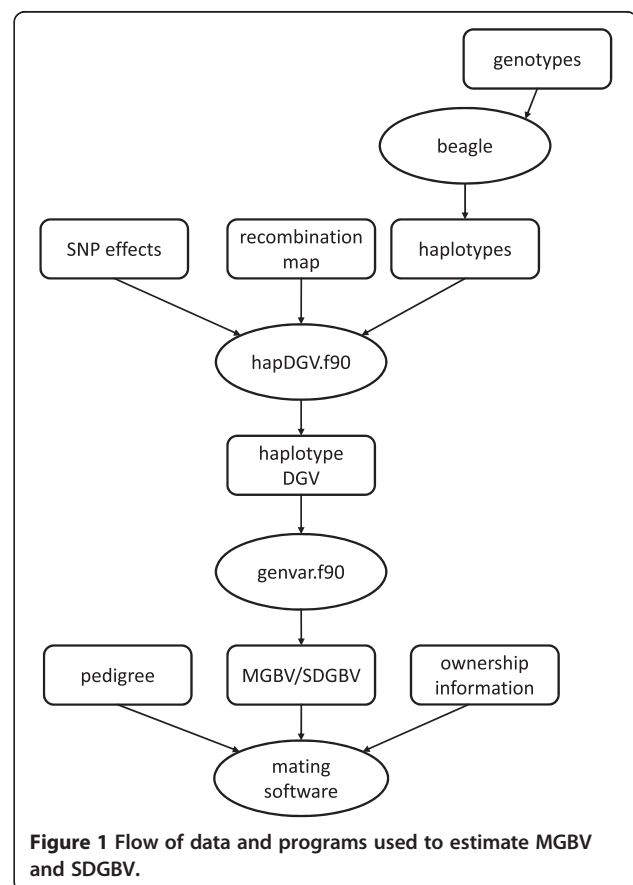 genotypes
beagle
SNP effects
recombination
map
haplotypes
hapDGV.f90
haplotype
DGV
genvar.f90
pedigree
MGBV/SDGBV
ownership
information
mating
software
Figure 1 Flow of data and programs used to estimate MGBV
and SDGBV.